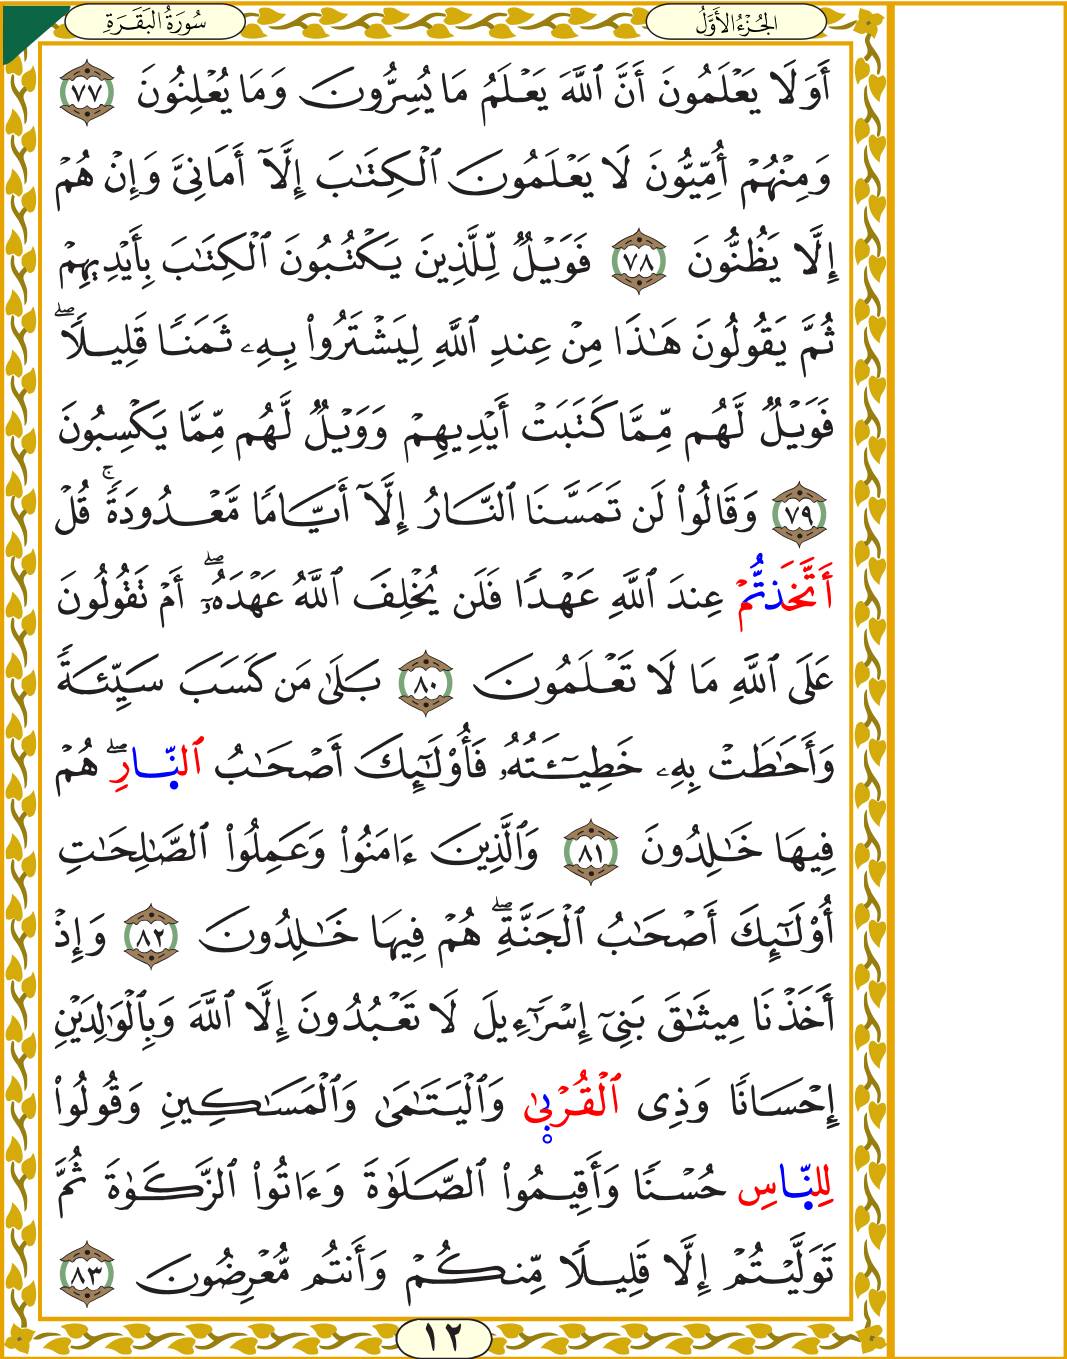 الجُزْءُ الأَوَّلُ
سُورَةُ البَقَرَةِ
أَوَلَا يَعْلَمُونَ أَنَّ ٱللَّهَ يَعْلَمُ مَا يُسِرُّونَ وَمَا يُعْلِنُونَ ٧٧
وَمِنْهُمْ أُمِّيُّونَ لَا يَعْلَمُونَ ٱلْكِتَٰبَ إِلَّآ أَمَانِيَّ وَإِنْ هُمْ
إِلَّا يَظُنُّونَ ٧٨ فَوَيْلٌ لِّلَّذِينَ يَكْتُبُونَ ٱلْكِتَٰبَ بِأَيْدِيهِمْ
ثُمَّ يَقُولُونَ هَٰذَا مِنْ عِندِ ٱللَّهِ لِيَشْتَرُوا۟ بِهِۦ ثَمَنًا قَلِيلًا ۖ
فَوَيْلٌ لَّهُم مِّمَّا كَتَبَتْ أَيْدِيهِمْ وَوَيْلٌ لَّهُم مِّمَّا يَكْسِبُونَ
٧٩ وَقَالُوا۟ لَن تَمَسَّنَا ٱلنَّارُ إِلَّآ أَيَّامًا مَّعْدُودَةً ۚ قُلْ
أَتَّخَذتُّمْ عِندَ ٱللَّهِ عَهْدًا فَلَن يُخْلِفَ ٱللَّهُ عَهْدَهُۥٓ ۖ أَمْ تَقُولُونَ
عَلَى ٱللَّهِ مَا لَا تَعْلَمُونَ ٨٠ بَلَىٰ مَن كَسَبَ سَيِّئَةً
وَأَحَٰطَتْ بِهِۦ خَطِيٓـَٔتُهُۥ فَأُو۟لَٰٓئِكَ أَصْحَٰبُ ٱلنَّارِ ۖ هُمْ
فِيهَا خَٰلِدُونَ ٨١ وَٱلَّذِينَ ءَامَنُوا۟ وَعَمِلُوا۟ ٱلصَّٰلِحَٰتِ
أُو۟لَٰٓئِكَ أَصْحَٰبُ ٱلْجَنَّةِ ۖ هُمْ فِيهَا خَٰلِدُونَ ٨٢ وَإِذْ
أَخَذْنَا مِيثَٰقَ بَنِىٓ إِسْرَٰٓءِيلَ لَا تَعْبُدُونَ إِلَّا ٱللَّهَ وَبِٱلْوَٰلِدَيْنِ
إِحْسَانًا وَذِى ٱلْقُرْبَىٰ وَٱلْيَتَٰمَىٰ وَٱلْمَسَٰكِينِ وَقُولُوا۟
لِلنَّاسِ حُسْنًا وَأَقِيمُوا۟ ٱلصَّلَوٰةَ وَءَاتُوا۟ ٱلزَّكَوٰةَ ثُمَّ
تَوَلَّيْتُمْ إِلَّا قَلِيلًا مِّنكُمْ وَأَنتُم مُّعْرِضُونَ ٨٣
١٢